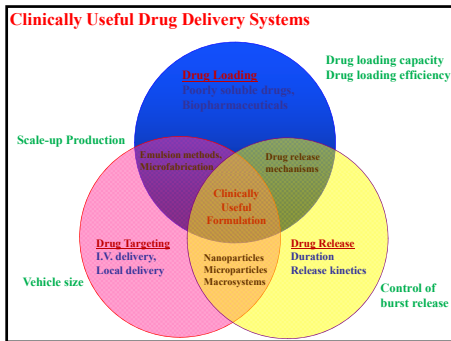 Clinically Useful Drug Delivery Systems
Drug loading capacity
Drug loading efficiency
Drug Loading
Poorly soluble drugs,
Biopharmaceuticals
Scale-up Production
Emulsion methods,
Microfabrication
Drug release
mechanisms
Clinically
Useful
Formulation
Drug Targeting
I.V. delivery,
Local delivery
Nanoparticles
Microparticles
Macrosystems
Drug Release
Duration
Release kinetics
Vehicle size
Control of
burst release